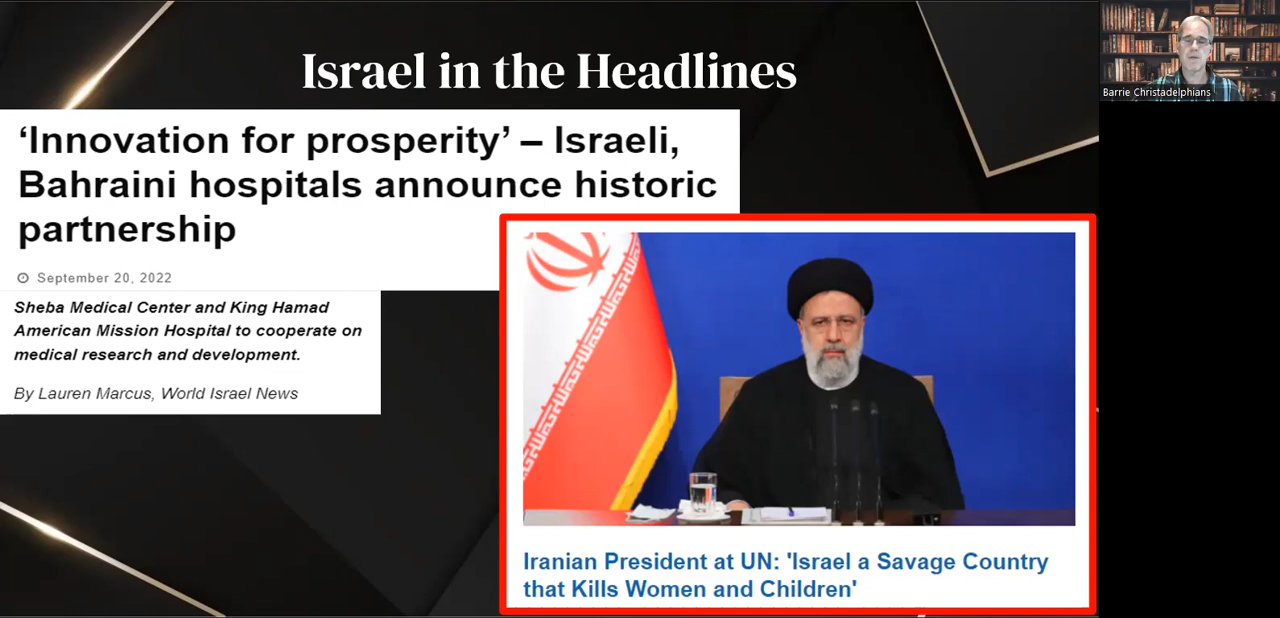 Israel in the Headlines
‘Innovation for prosperity’ – Israeli,
Bahraini hospitals announce historic
partnership
September 20, 2022
Sheba Medical Center and King Hamad
American Mission Hospital to cooperate on
medical research and development.
By Lauren Marcus, World Israel News
Iranian President at UN: 'Israel a Savage Country
that Kills Women and Children'
Barrie Christadelphians